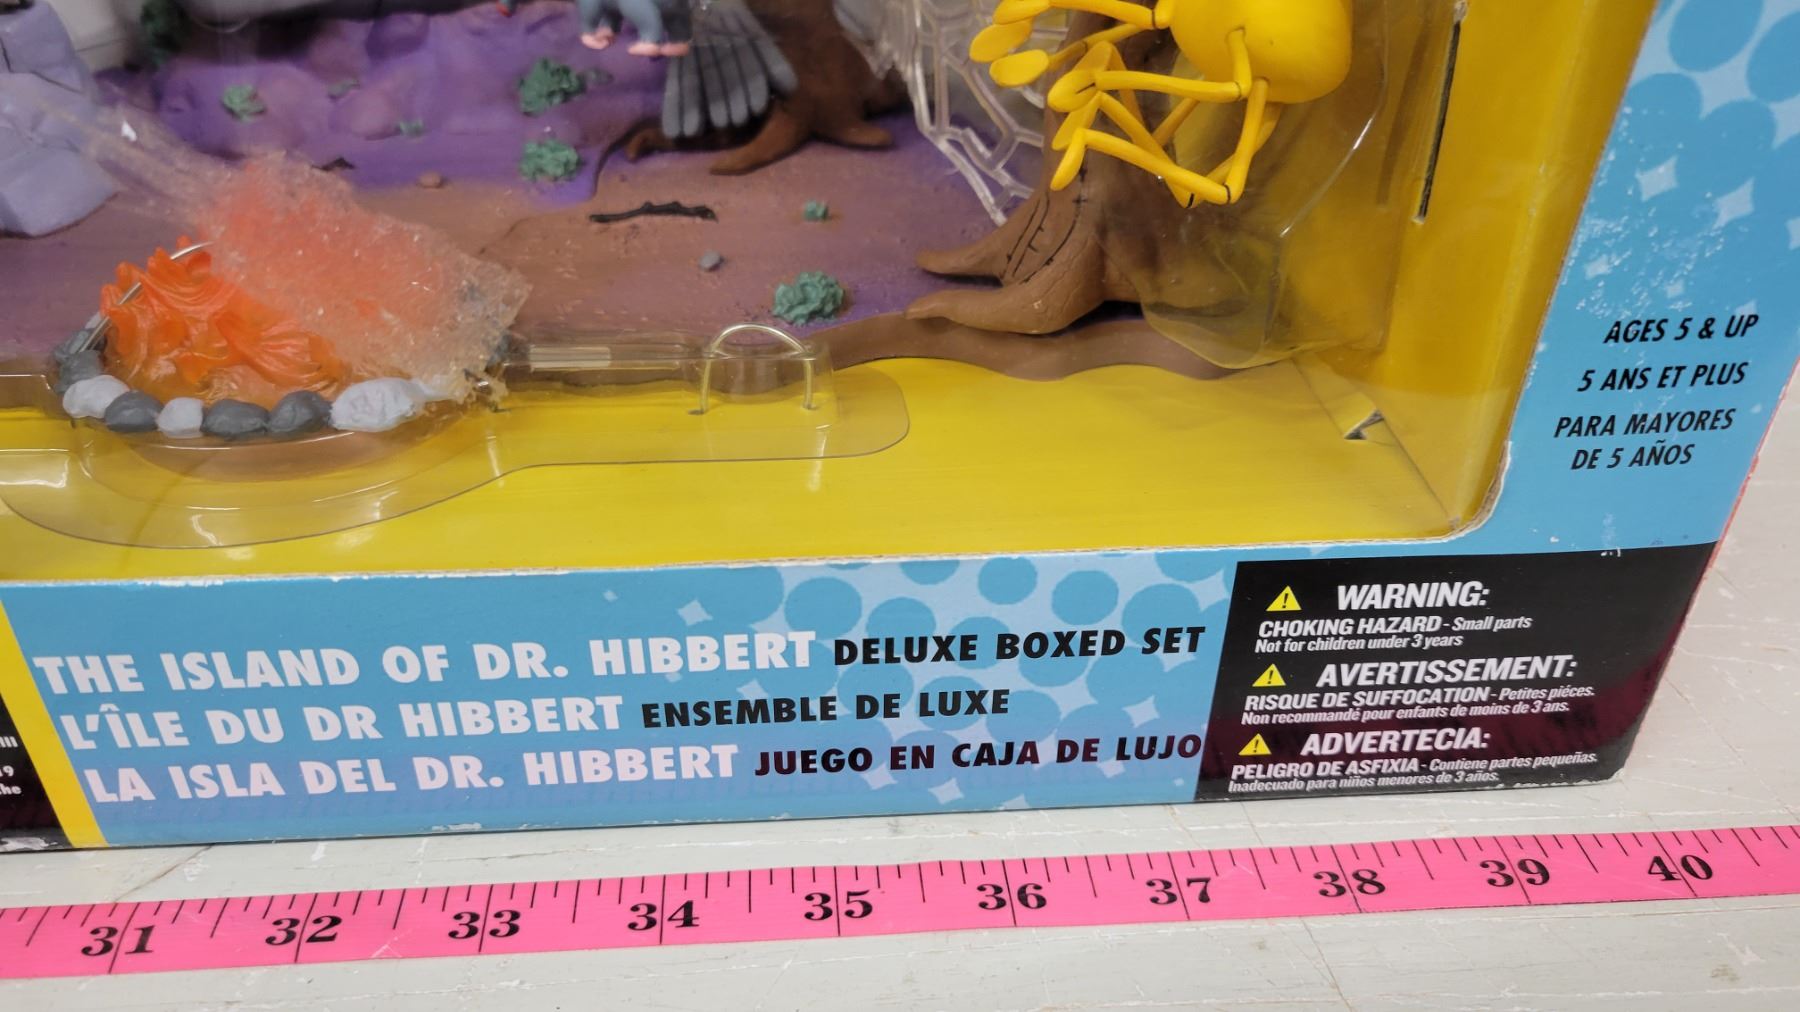 AGES 5 & UP
5 ANS ET PLUS
PARA MAYORES
DE 5 AÑOS
THE ISLAND OF DR. HIBBERT DELUXE BOXED SET
L'ÎLE DU DR HIBBERT ENSEMBLE DE LUXE
LA ISLA DEL DR. HIBBERT JUEGO EN CAJA DE LUJO
WARNING:
CHOKING HAZARD - Small parts
Not for children under 3 years
AVERTISSEMENT:
RISQUE DE SUFFOCATION - Petites piéces.
Non recommandé pour enfants de moins de 3 ans.
ADVERTECIA:
PELIGRO DE ASFIXIA - Contiene partes pequeñas.
Inadecuado para niños menores de 3 años.
31 32 33 34 35 36 37 38 39 40